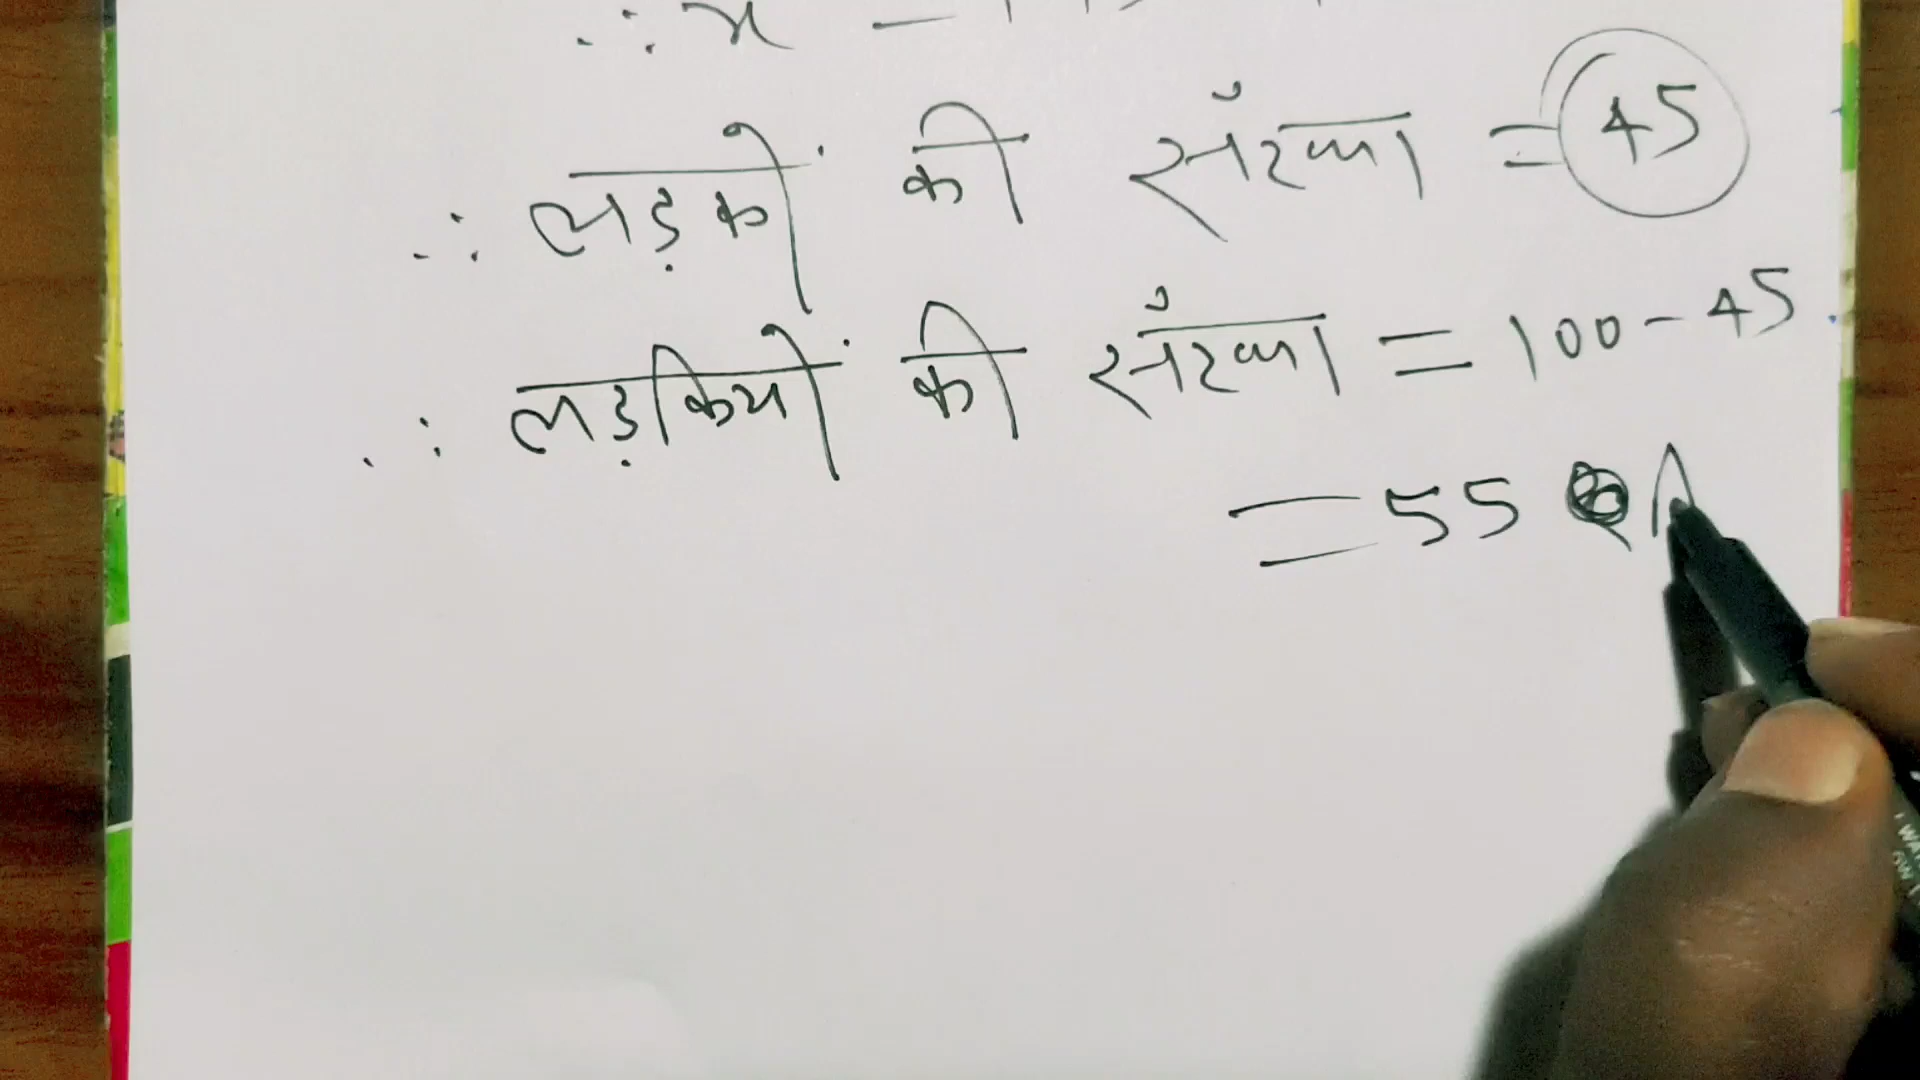 ∴ x =
∴ लड़कों की सँख्या = 45
∴ लड़कियों की सँख्या = 100 - 45
= 55 A